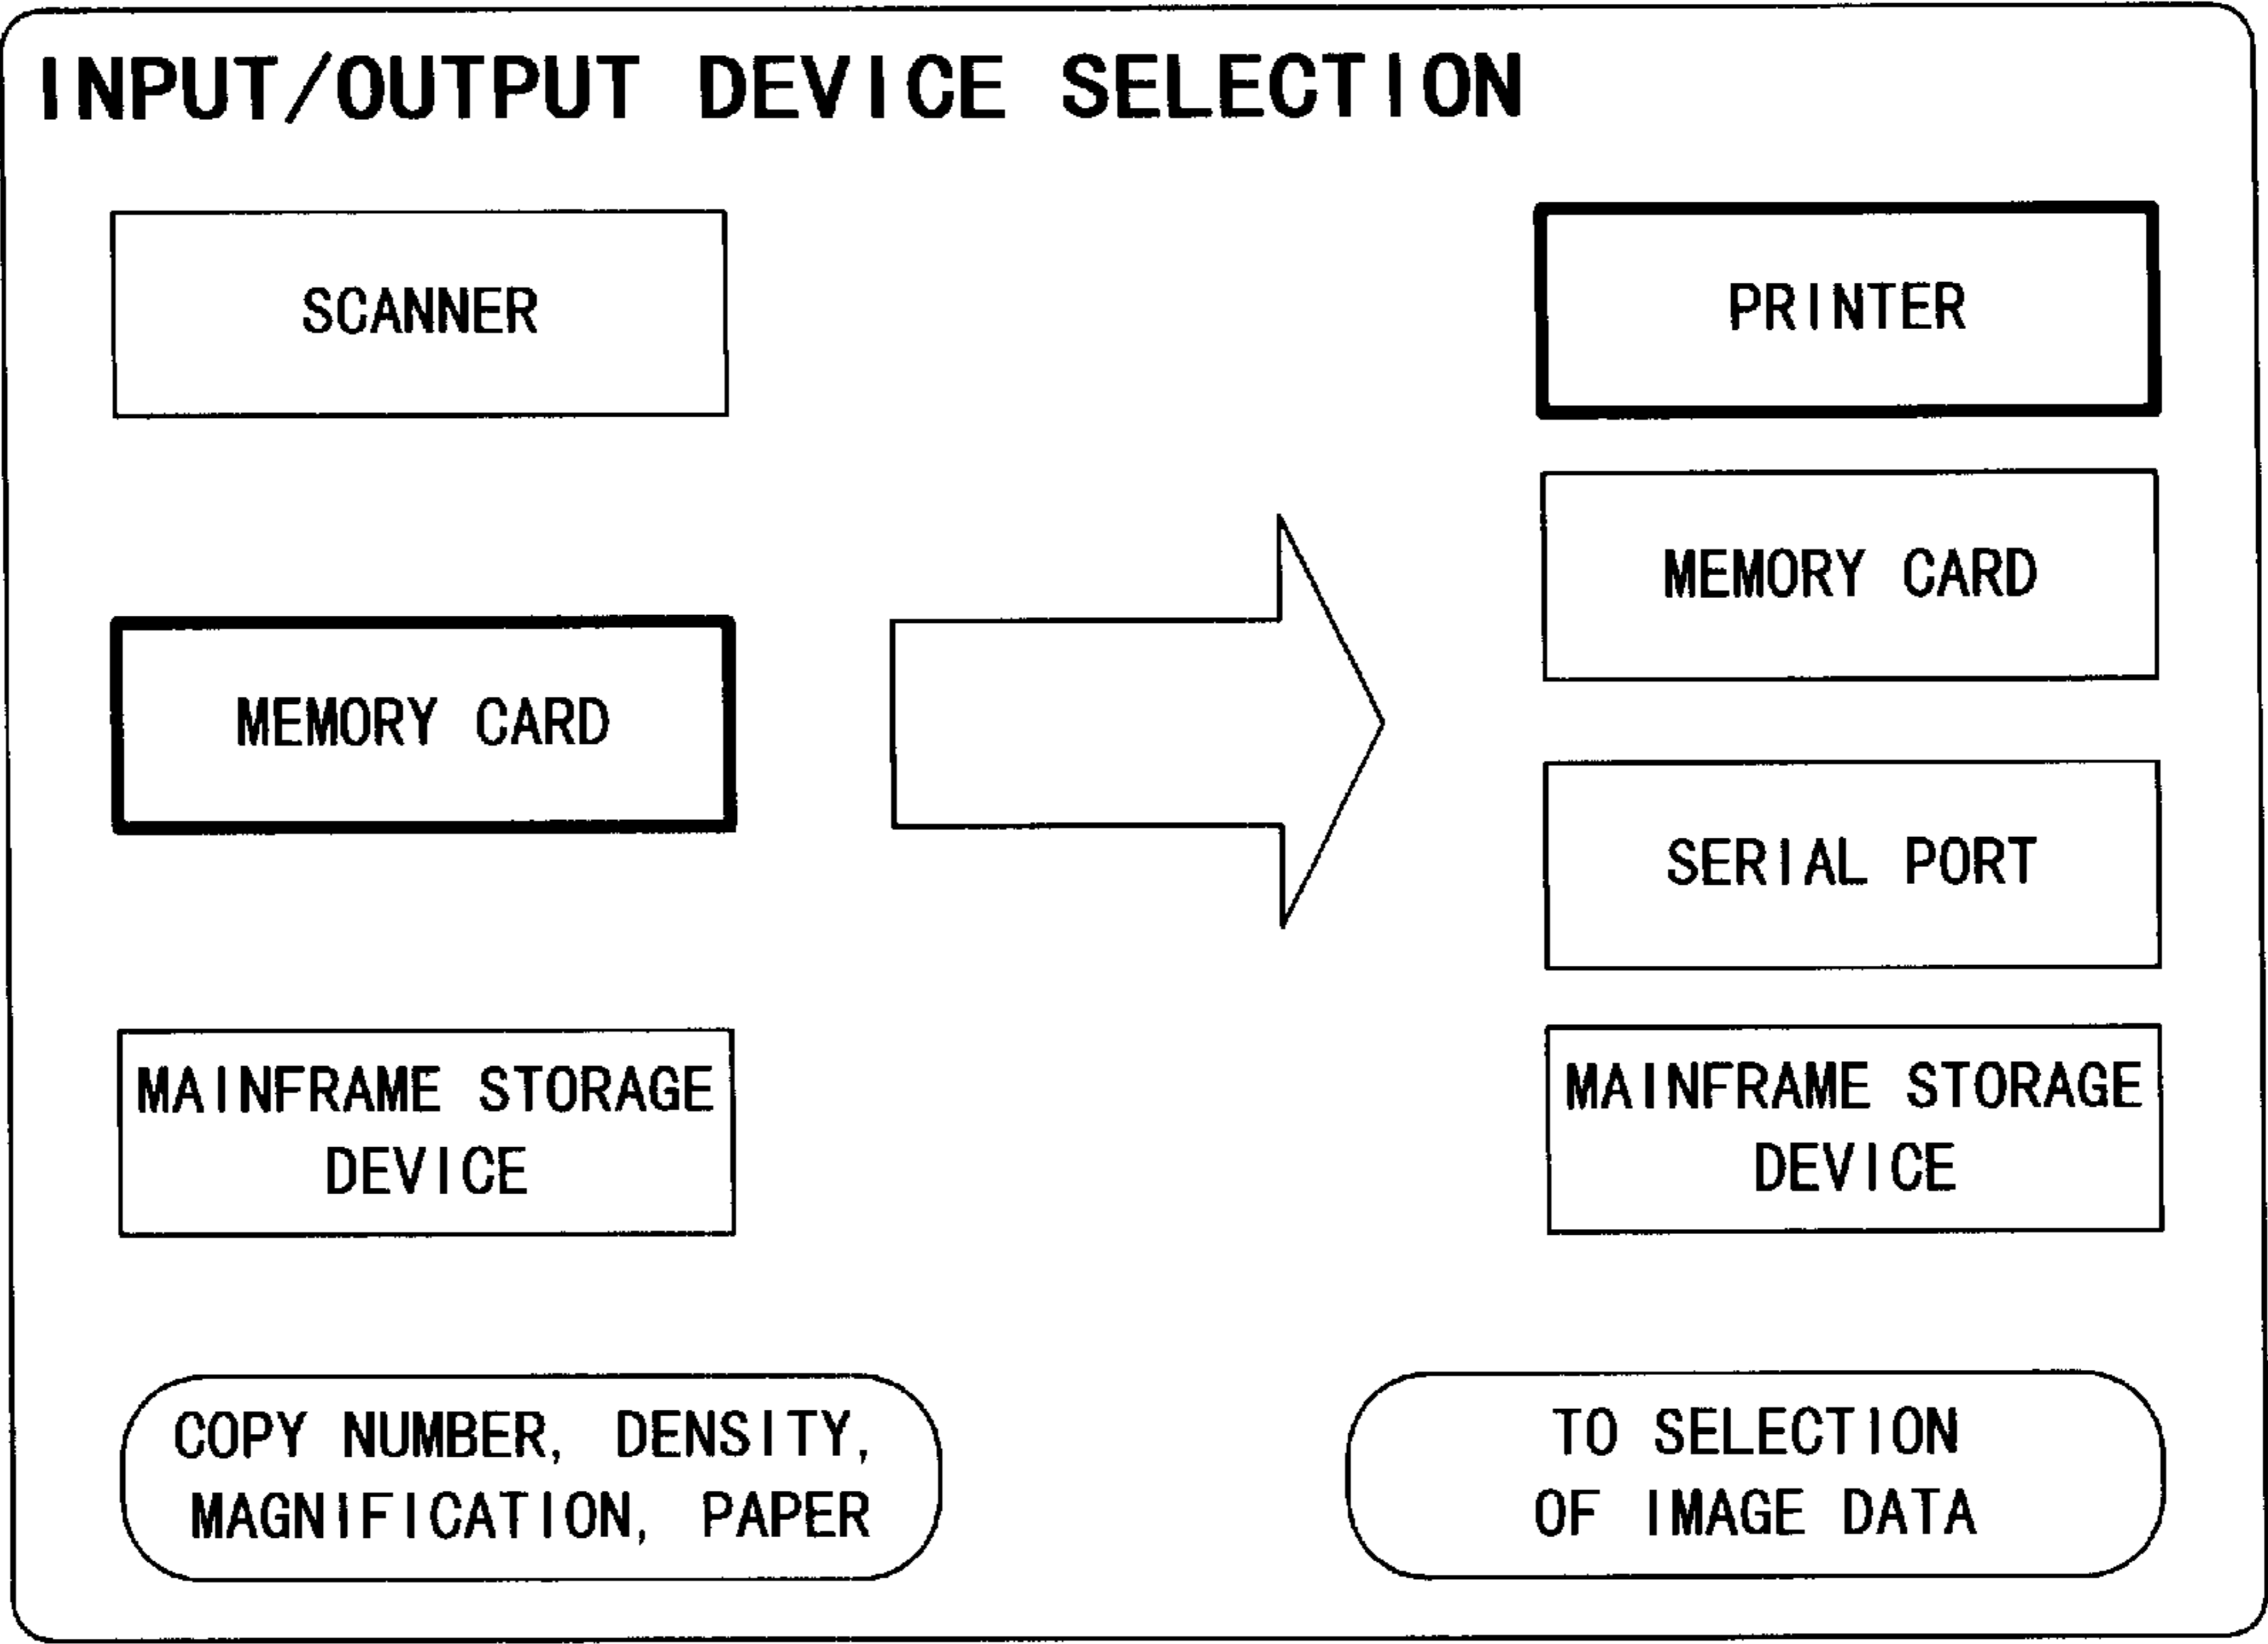 INPUT/OUTPUT DEVICE SELECTION
SCANNER
MEMORY CARD
MAINFRAME STORAGE
DEVICE
PRINTER
MEMORY CARD
SERIAL PORT
MAINFRAME STORAGE
DEVICE
COPY NUMBER, DENSITY,
MAGNIFICATION, PAPER
TO SELECTION
OF IMAGE DATA